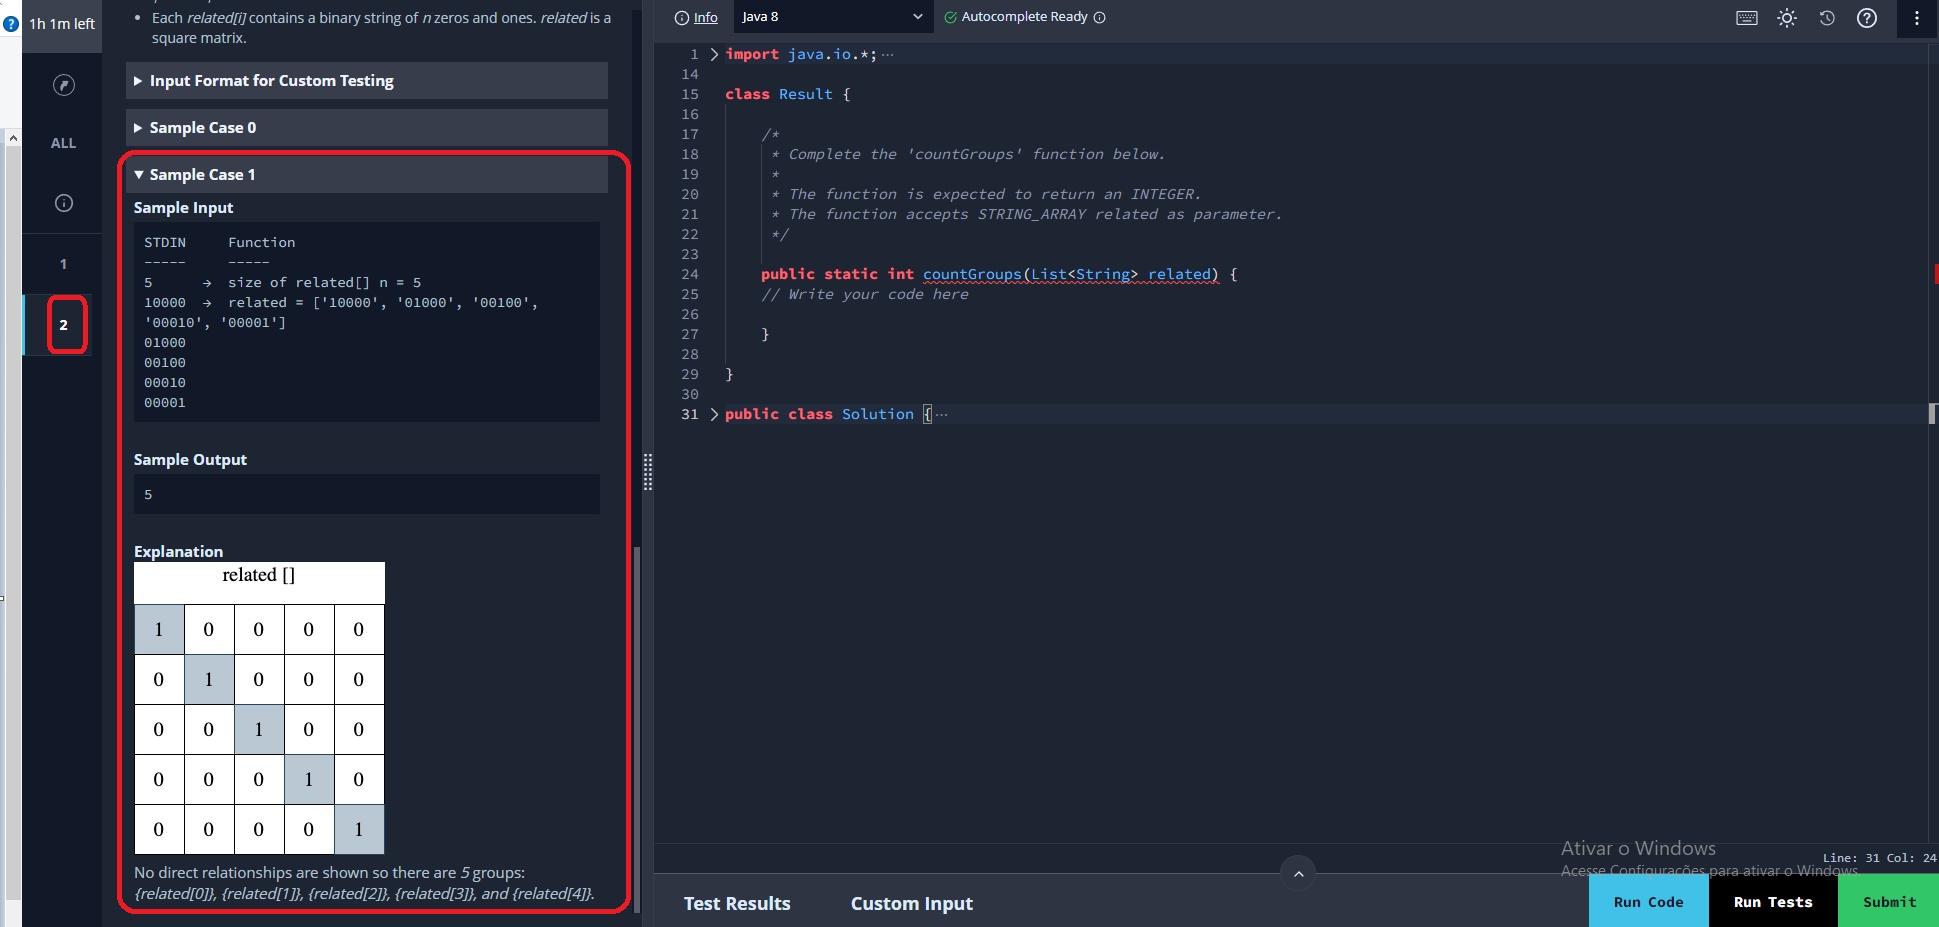 1h 1m left
ALL
1
2
• Each related[i] contains a binary string of n zeros and ones. related is a
square matrix.
Input Format for Custom Testing
Sample Case 0
Sample Case 1
Sample Input
STDIN Function
----- -----
5 → size of related[] n = 5
10000 → related = ['10000', '01000', '00100',
'00010', '00001']
01000
00100
00010
00001
Sample Output
5
Explanation
related []
1 0 0 0 0
0 1 0 0 0
0 0 1 0 0
0 0 0 1 0
0 0 0 0 1
No direct relationships are shown so there are 5 groups:
{related[0]}, {related[1]}, {related[2]}, {related[3]}, and {related[4]}.
Info
Java 8
Autocomplete Ready
1 import java.io.*; ...
14
15 class Result {
16
17 /*
18 * Complete the 'countGroups' function below.
19 *
20 * The function is expected to return an INTEGER.
21 * The function accepts STRING_ARRAY related as parameter.
22 */
23
24 public static int countGroups(List<String> related) {
25 // Write your code here
26
27 }
28
29 }
30
31 public class Solution { ...
Ativar o Windows
Acesse Configurações para ativar o Windows.
Line: 31 Col: 24
Test Results
Custom Input
Run Code
Run Tests
Submit